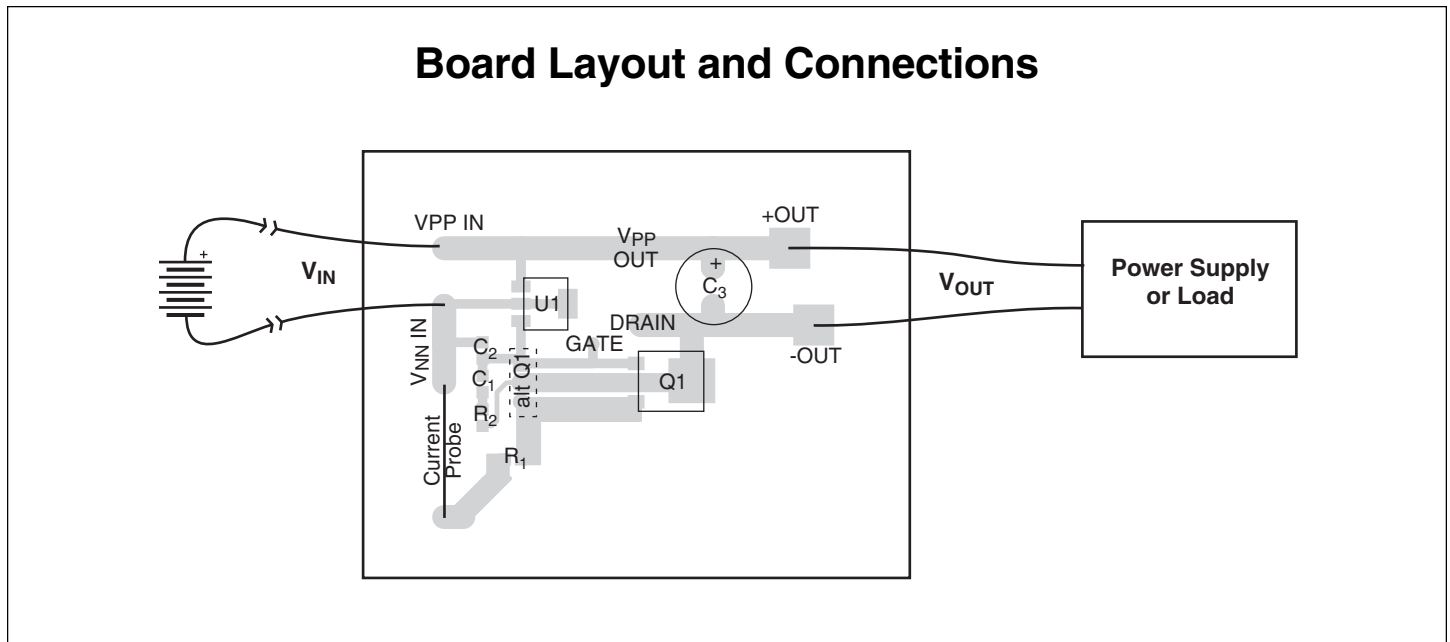 Board Layout and Connections
VPP IN
+OUT
VPP
OUT
+
+
C3
VIN
VOUT
Power Supply
or Load
U1
DRAIN
-OUT
VNN IN
C2
GATE
alt Q1
C1
Q1
R2
Current
Probe
R1